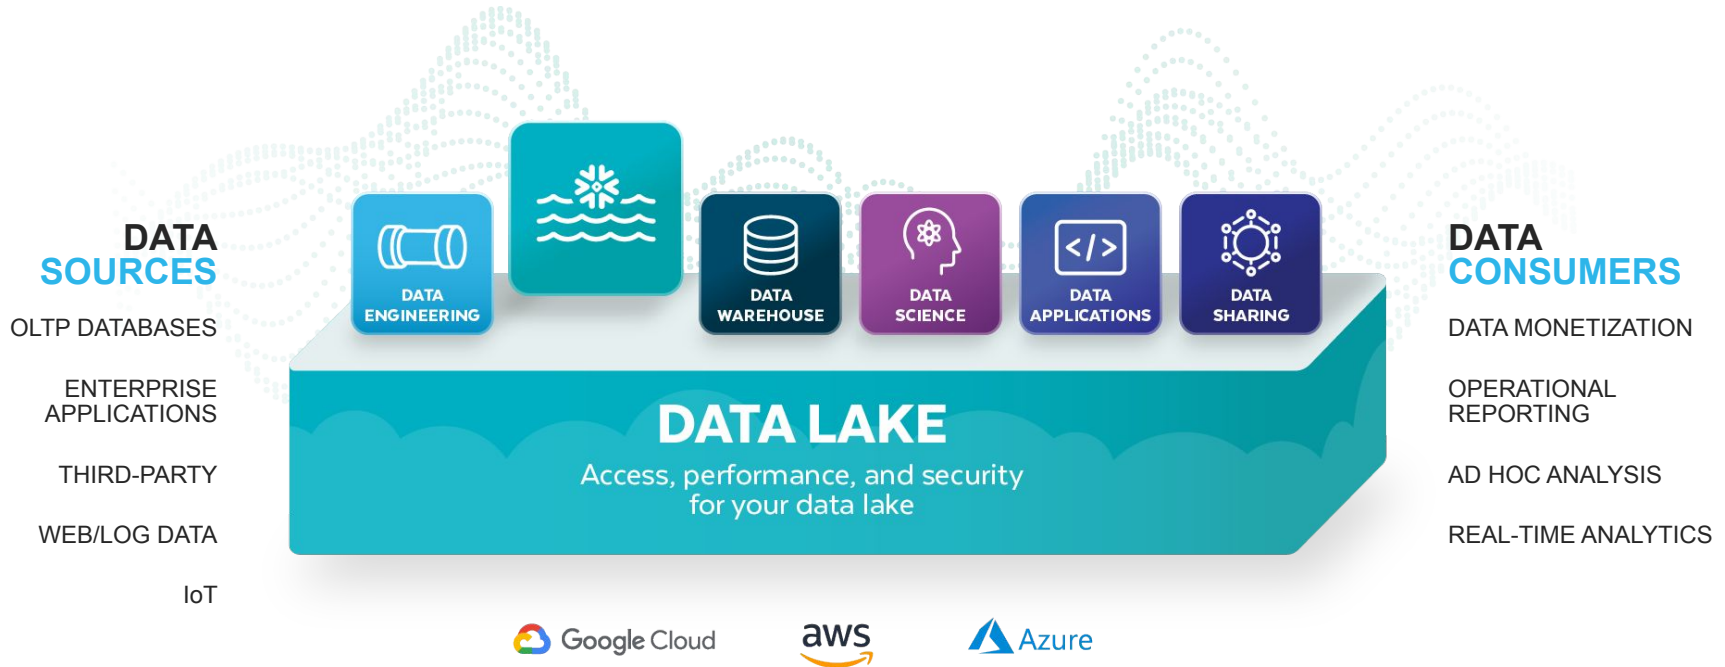 DATA
SOURCES
OLTP DATABASES
ENTERPRISE
APPLICATIONS
THIRD-PARTY
WEB/LOG DATA
IoT
DATA
ENGINEERING
DATA
WAREHOUSE
DATA
SCIENCE
</>
DATA
APPLICATIONS
DATA
SHARING
DATA LAKE
Access, performance, and security
for your data lake
DATA
CONSUMERS
DATA MONETIZATION
OPERATIONAL
REPORTING
AD HOC ANALYSIS
REAL-TIME ANALYTICS
Google Cloud
aws
Azure